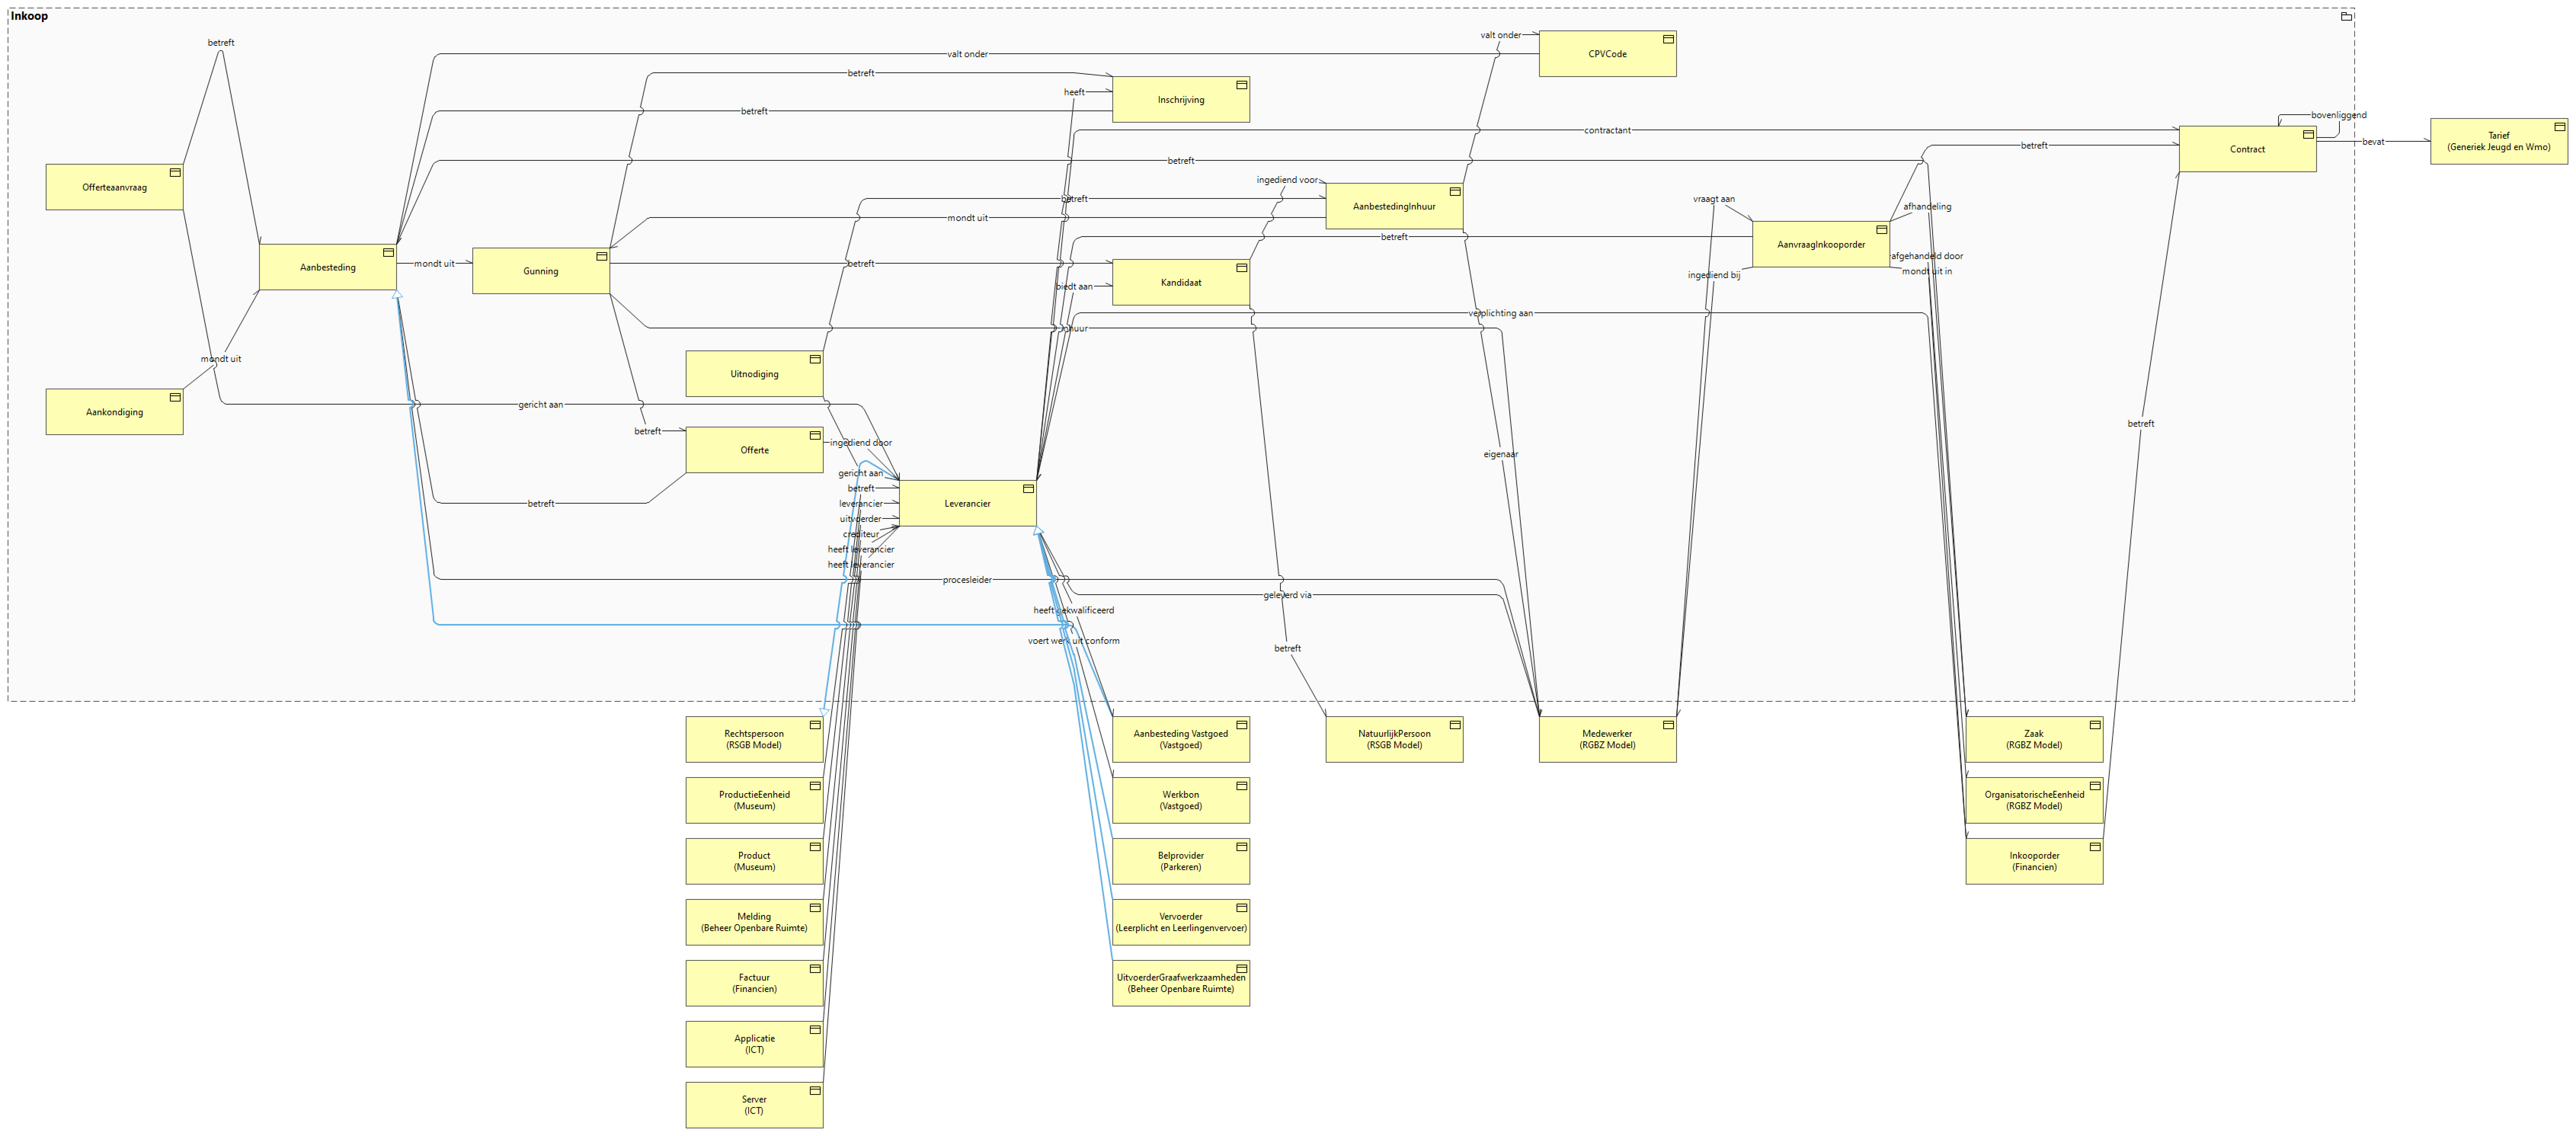 Inkoop
betreft
valt onder
CPVCode
valt onder
betreft
heeft
Inschrijving
betreft
bovenliggend
contractant
Contract
bevat
Tarief
(Generiek Jeugd en Wmo)
betreft
betreft
Offerteaanvraag
ingediend voor
betreft
AanbestedingInhuur
vraagt aan
afhandeling
mondt uit
betreft
AanvraagInkooporder
Aanbesteding
mondt uit
Gunning
betreft
Kandidaat
afgehandeld door
mondt uit in
ingediend bij
biedt aan
verplichting aan
inhuur
mondt uit
Uitnodiging
Aankondiging
gericht aan
betreft
betreft
Offerte
ingediend door
eigenaar
gericht aan
betreft
leverancier
Leverancier
betreft
uitvoerder
crediteur
heeft leverancier
heeft leverancier
procesleider
geleverd via
heeft gekwalificeerd
voert werk uit conform
betreft
Rechtspersoon
(RSGB Model)
Aanbesteding Vastgoed
(Vastgoed)
NatuurlijkPersoon
(RSGB Model)
Medewerker
(RGBZ Model)
Zaak
(RGBZ Model)
ProductieEenheid
(Museum)
Werkbon
(Vastgoed)
OrganisatorischeEenheid
(RGBZ Model)
Product
(Museum)
Belprovider
(Parkeren)
Inkooporder
(Financien)
Melding
(Beheer Openbare Ruimte)
Vervoerder
(Leerplicht en Leerlingenvervoer)
Factuur
(Financien)
UitvoerderGraafwerkzaamheden
(Beheer Openbare Ruimte)
Applicatie
(ICT)
Server
(ICT)